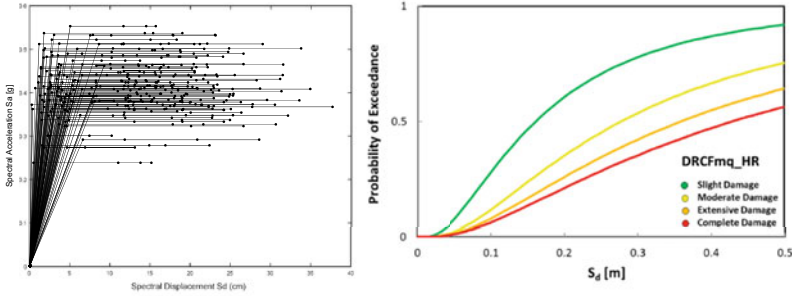 Spectral Acceleration Sa (g)
0.8
0.7
0.6
0.5
0.4
0.3
0.2
0.1
0 5 10 15 20 25 30 35 40
Spectral Displacement Sd (cm)
Probability of Exceedance
1
0.5
0
0 0.1 0.2 0.3 0.4 0.5
DRCFmq_HR
Slight Damage
Moderate Damage
Extensive Damage
Complete Damage
Sd [m]